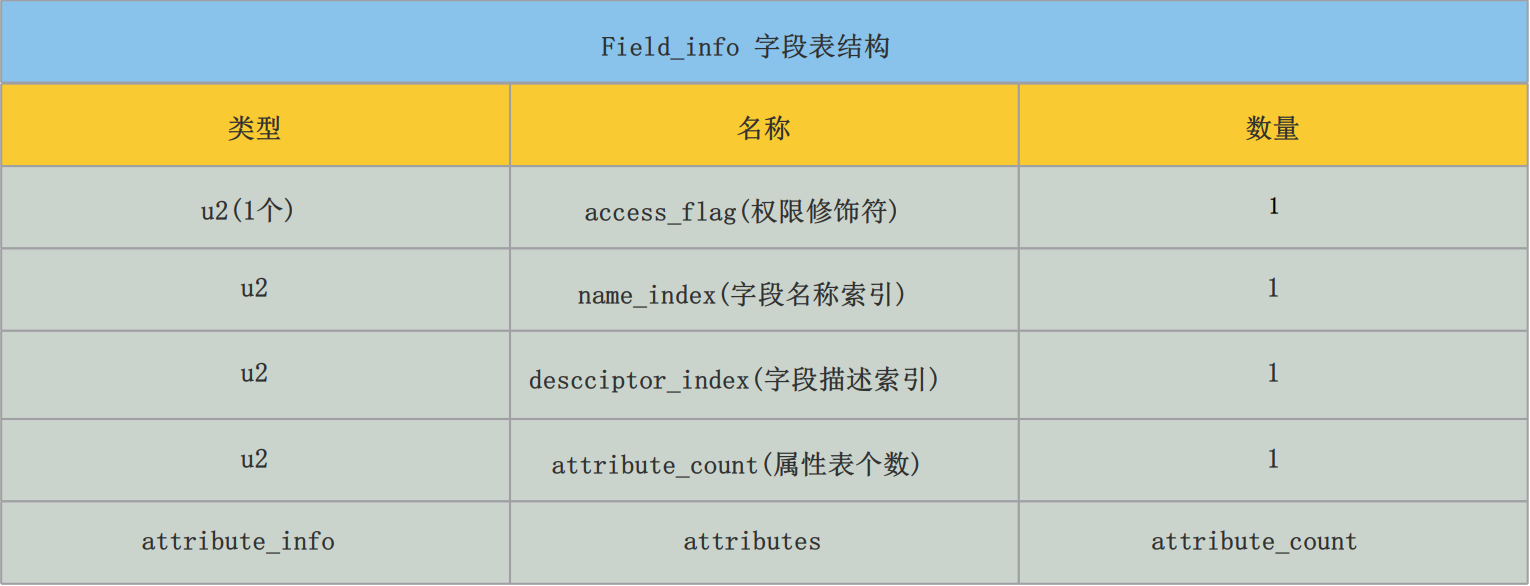 Field_info 字段表结构
类型 名称 数量
u2(1个) access_flag(权限修饰符) 1
u2 name_index(字段名称索引) 1
u2 descciptor_index(字段描述索引) 1
u2 attribute_count(属性表个数) 1
attribute_info attributes attribute_count